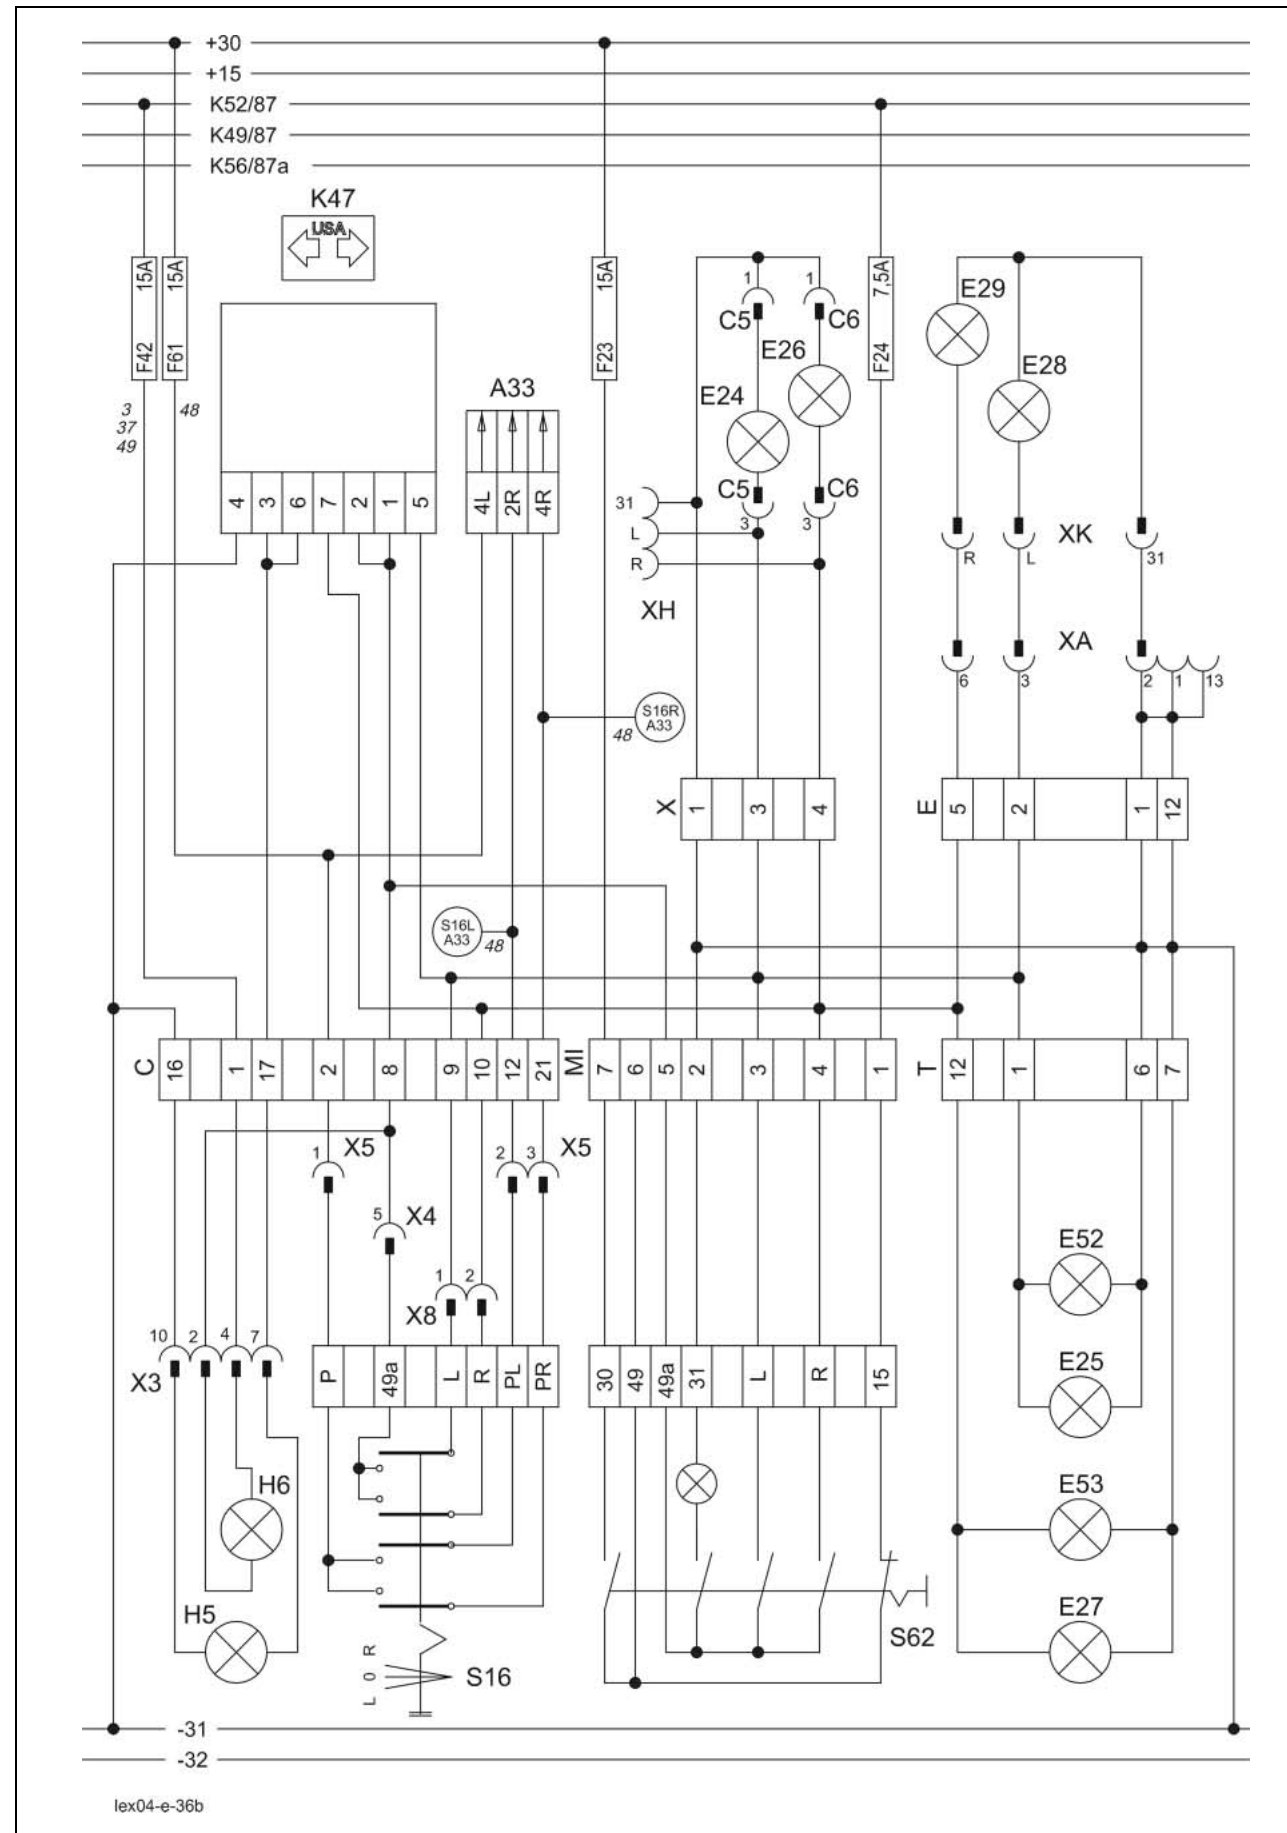 +30
+15
K52/87
K49/87
K56/87a
K47
USA
15A
F42
15A
F61
15A
F23
7,5A
F24
3
37
49
48
A33
4 3 6 7 2 1 5
4L 2R 4R
1 1
C5 C6
E26
E24
C5 C6
3 3
31
L
R
XH
E29
E28
XK
R L 31
XA
6 3 2 1 13
S16R
A33
48
X 1 3 4
E 5 2 1 12
S16L
A33
48
C 16 1 17 2 8 9 10 12 21
MI 7 6 5 2 3 4 1
T 12 1 6 7
1 X5
2 3 X5
5 X4
1 2
X8
10 2 4 7
X3
P 49a L R PL PR
30 49 49a 31 L R 15
E52
E25
E53
E27
H6
H5
L 0 R
S16
S62
-31
-32
lex04-e-36b